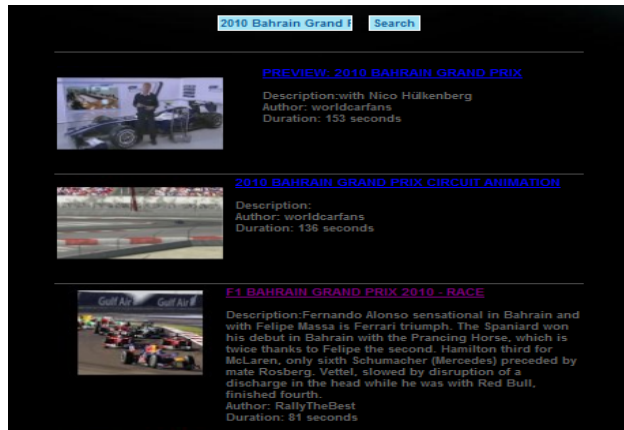 2010 Bahrain Grand F Search
PREVIEW: 2010 BAHRAIN GRAND PRIX
Description:with Nico Hülkenberg
Author: worldcarfans
Duration: 153 seconds
2010 BAHRAIN GRAND PRIX CIRCUIT ANIMATION
Description:
Author: worldcarfans
Duration: 136 seconds
Gulf Air Gulf Air
F1 BAHRAIN GRAND PRIX 2010 - RACE
Description:Fernando Alonso sensational in Bahrain and
with Felipe Massa is Ferrari triumph. The Spaniard won
his debut in Bahrain with the Prancing Horse, which is
twice thanks to Felipe the second. Hamilton third for
McLaren, only sixth Schumacher (Mercedes) preceded by
mate Rosberg. Vettel, slowed by disruption of a
discharge in the head while he was with Red Bull,
finished fourth.
Author: RallyTheBest
Duration: 81 seconds